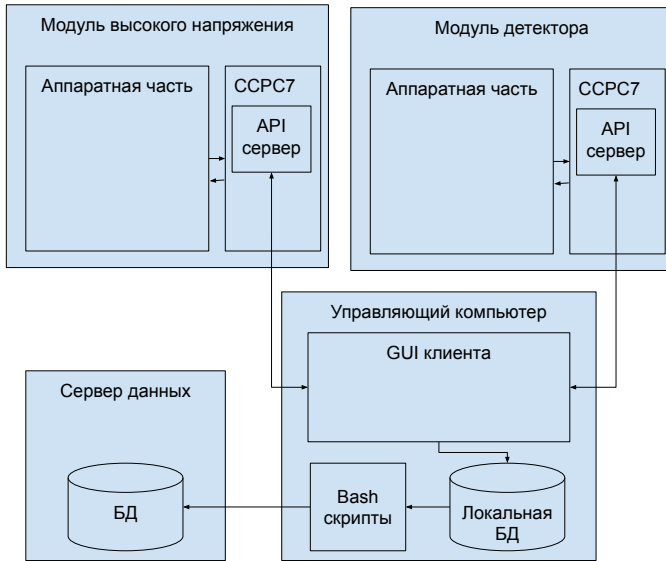 Модуль высокого напряжения
Аппаратная часть
CCPC7
API
сервер
Модуль детектора
Аппаратная часть
CCPC7
API
сервер
Управляющий компьютер
GUI клиента
Сервер данных
БД
Bash
скрипты
Локальная
БД